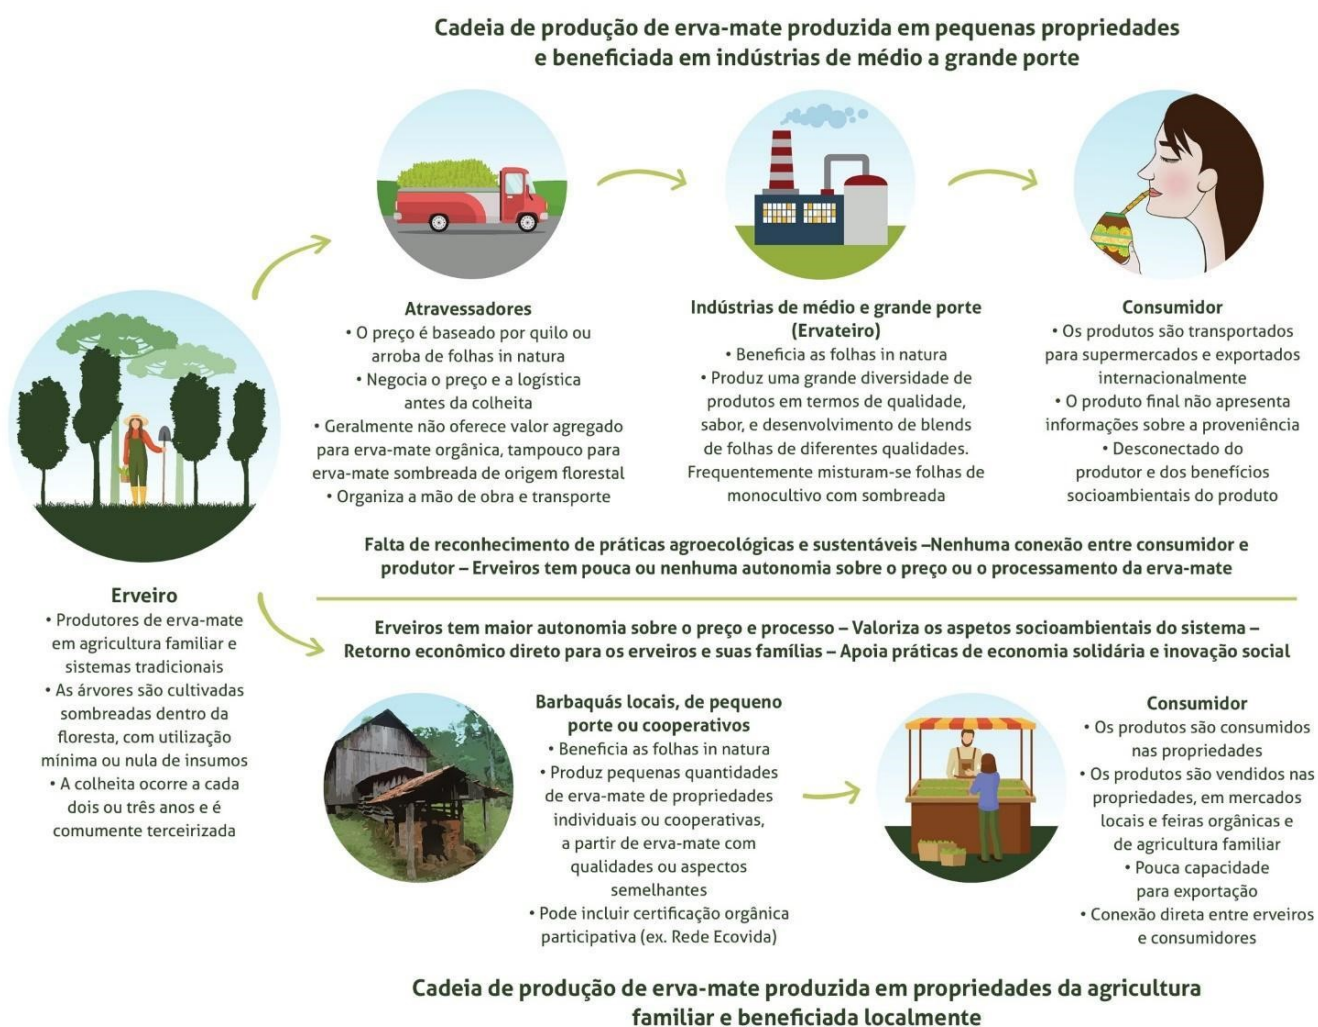 Cadeia de produção de erva-mate produzida em pequenas propriedades
e beneficiada em indústrias de médio a grande porte
Atravessadores
• O preço é baseado por quilo ou
arroba de folhas in natura
• Negocia o preço e a logística
antes da colheita
• Geralmente não oferece valor agregado
para erva-mate orgânica, tampouco para
erva-mate sombreada de origem florestal
• Organiza a mão de obra e transporte
Indústrias de médio e grande porte
(Ervateiro)
• Beneficia as folhas in natura
• Produz uma grande diversidade de
produtos em termos de qualidade,
sabor, e desenvolvimento de blends
de folhas de diferentes qualidades.
Frequentemente misturam-se folhas de
monocultivo com sombreada
Consumidor
• Os produtos são transportados
para supermercados e exportados
internacionalmente
• O produto final não apresenta
informações sobre a proveniência
• Desconectado do
produtor e dos benefícios
socioambientais do produto
Falta de reconhecimento de práticas agroecológicas e sustentáveis –Nenhuma conexão entre consumidor e
produtor – Erveiros tem pouca ou nenhuma autonomia sobre o preço ou o processamento da erva-mate
Erveiro
• Produtores de erva-mate
em agricultura familiar e
sistemas tradicionais
• As árvores são cultivadas
sombreadas dentro da
floresta, com utilização
mínima ou nula de insumos
• A colheita ocorre a cada
dois ou três anos e é
comumente terceirizada
Erveiros tem maior autonomia sobre o preço e processo – Valoriza os aspetos socioambientais do sistema –
Retorno econômico direto para os erveiros e suas famílias – Apoia práticas de economia solidária e inovação social
Barbaquás locais, de pequeno
porte ou cooperativos
• Beneficia as folhas in natura
• Produz pequenas quantidades
de erva-mate de propriedades
individuais ou cooperativas,
a partir de erva-mate com
qualidades ou aspectos
semelhantes
• Pode incluir certificação orgânica
participativa (ex. Rede Ecovida)
Consumidor
• Os produtos são consumidos
nas propriedades
• Os produtos são vendidos nas
propriedades, em mercados
locais e feiras orgânicas e
de agricultura familiar
• Pouca capacidade
para exportação
• Conexão direta entre erveiros
e consumidores
Cadeia de produção de erva-mate produzida em propriedades da agricultura
familiar e beneficiada localmente